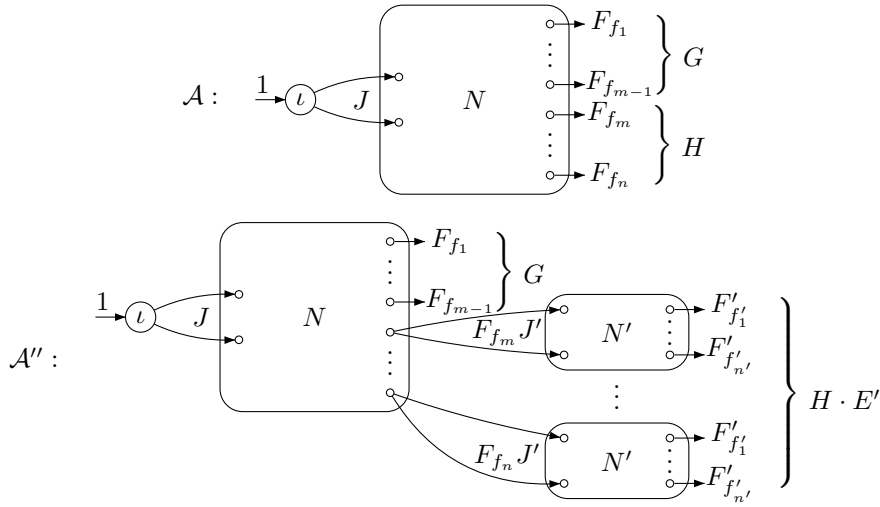 F_{f_1}
G
F_{f_{m-1}}
𝒜 : 1 ι J N F_{f_m}
H
F_{f_n}
F_{f_1}
G
F_{f_{m-1}}
1 ι J N F_{f_m} J′ N′ F′_{f′_1}
F′_{f′_{n′}}
𝒜″ : H · E′
F_{f_n} J′ N′ F′_{f′_1}
F′_{f′_{n′}}